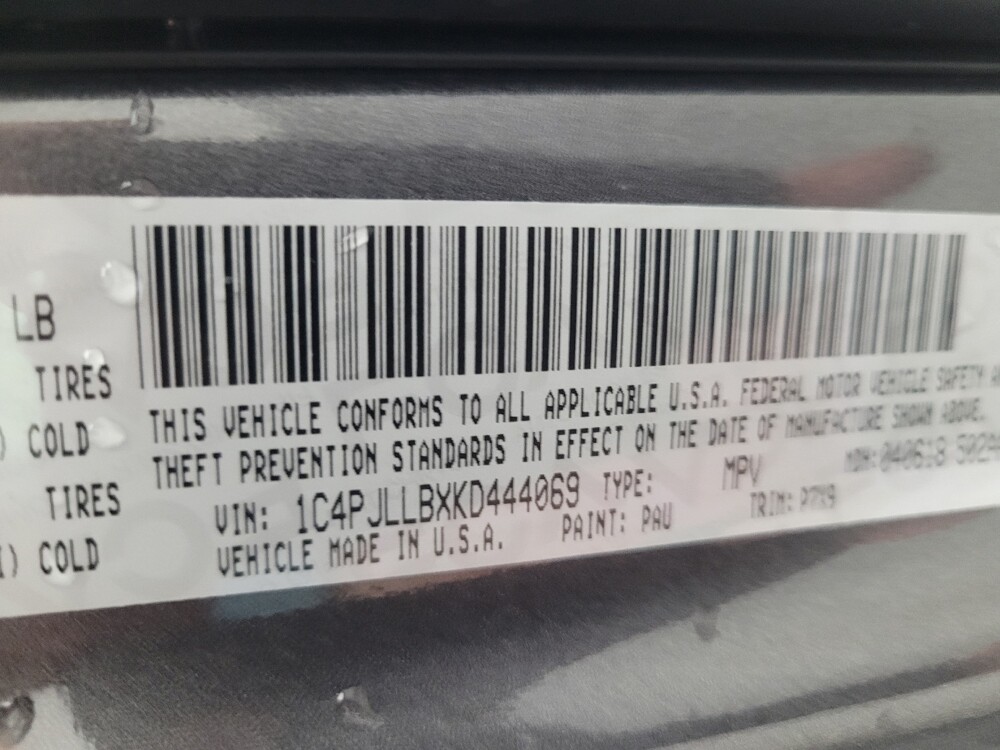 LB
TIRES
) COLD
TIRES
) COLD
THIS VEHICLE CONFORMS TO ALL APPLICABLE U.S.A. FEDERAL MOTOR VEHICLE SAFETY
THEFT PREVENTION STANDARDS IN EFFECT ON THE DATE OF MANUFACTURE SHOWN ABOVE.
VIN: 1C4PJLLBXKD444069 TYPE: MPV
VEHICLE MADE IN U.S.A. PAINT: PAU